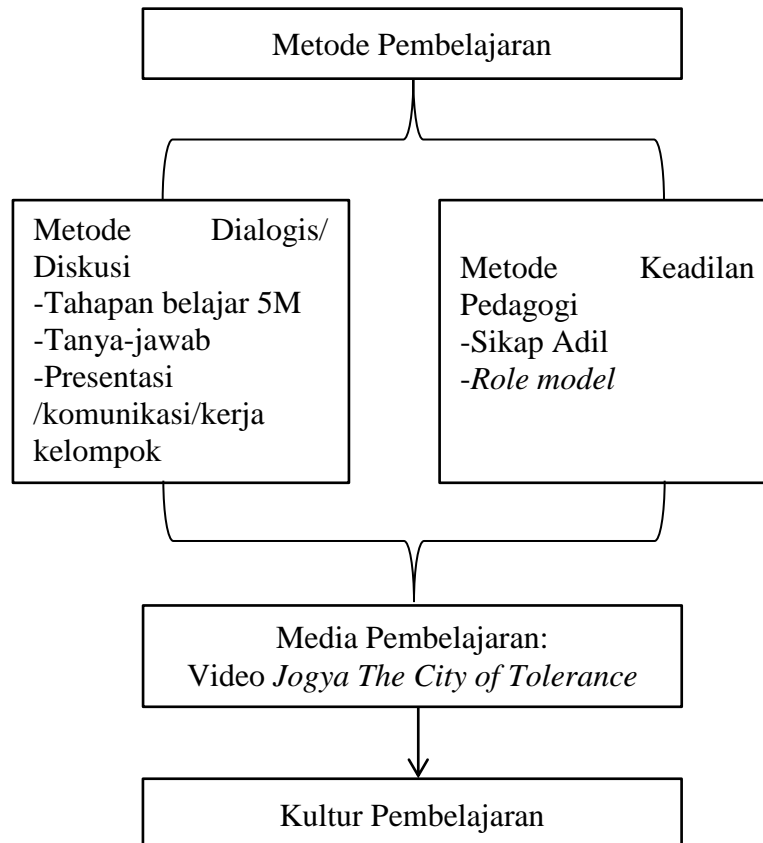 Metode Pembelajaran
Metode Dialogis/
Diskusi
-Tahapan belajar 5M
-Tanya-jawab
-Presentasi
/komunikasi/kerja
kelompok
Metode Keadilan
Pedagogi
-Sikap Adil
-Role model
Media Pembelajaran:
Video Jogya The City of Tolerance
Kultur Pembelajaran